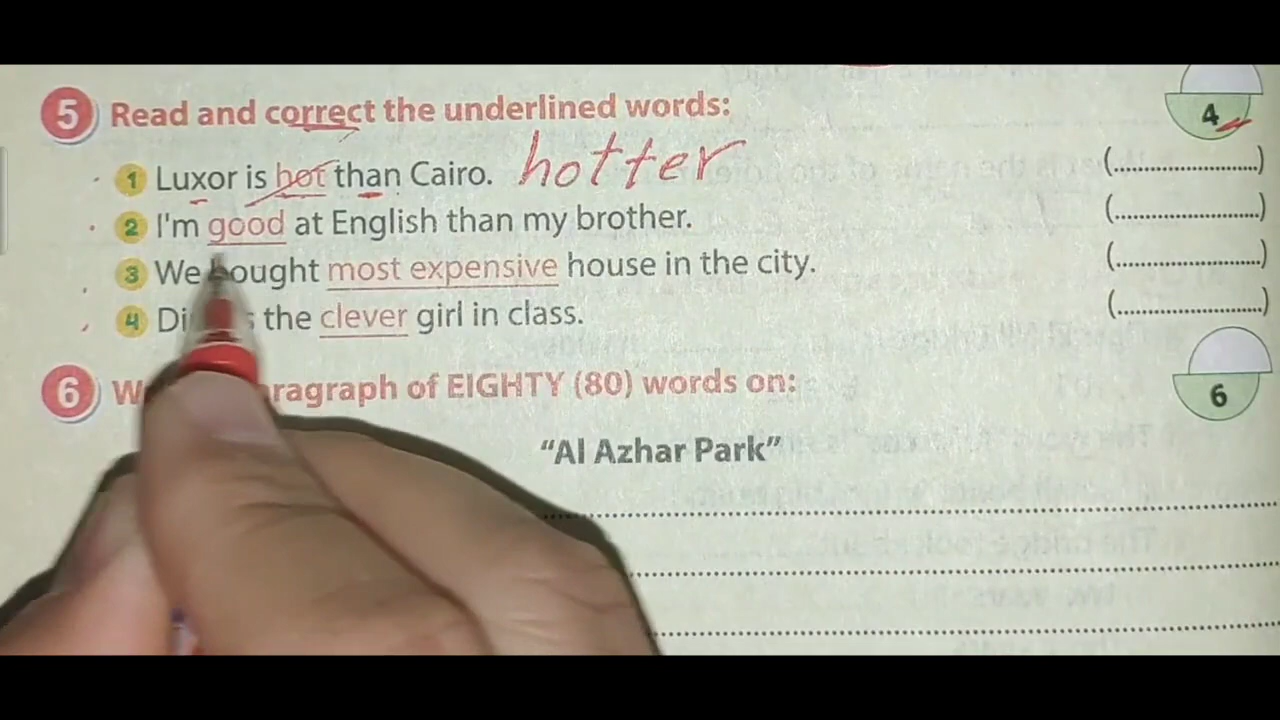 5 Read and correct the underlined words:
4
1 Luxor is hot than Cairo. hotter (....................)
2 I'm good at English than my brother. (....................)
3 We bought most expensive house in the city. (....................)
4 the clever girl in class. (....................)
6 of EIGHTY (80) words on:
6
“Al Azhar Park”